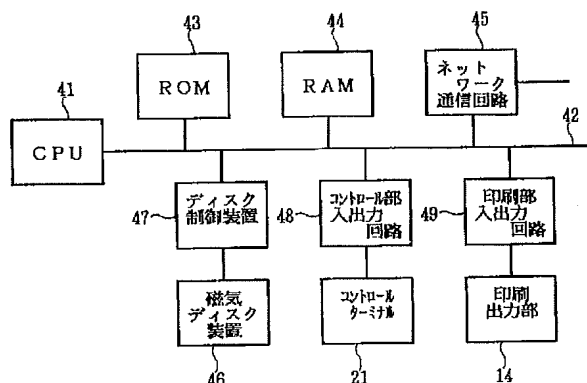 43
44
45
41
ROM
RAM
ネット
ワーク
通信回路
42
CPU
47
ディスク
制御装置
48
コントロール部
入出力
回路
49
印刷部
入出力
回路
磁気
ディスク
装置
コントロール
ターミナル
印刷
出力部
46
21
14